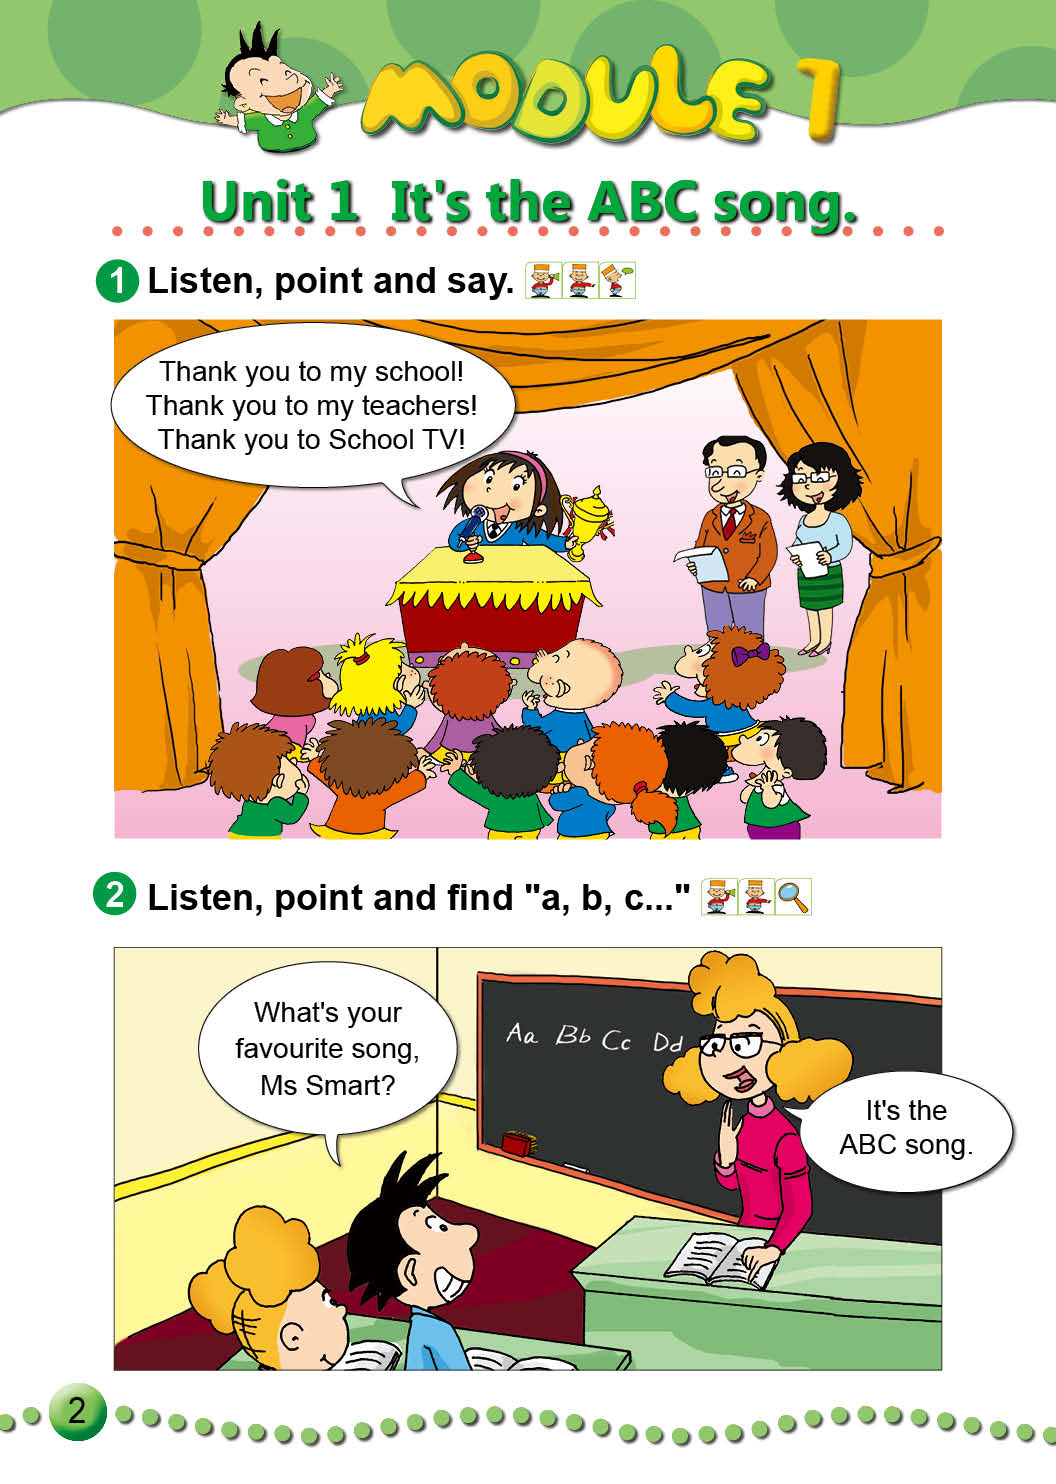 MODULE 1
Unit 1 It's the ABC song.
1 Listen, point and say.
Thank you to my school!
Thank you to my teachers!
Thank you to School TV!
2 Listen, point and find "a, b, c..."
What's your
favourite song,
Ms Smart?
Aa Bb Cc Dd
It's the
ABC song.
2